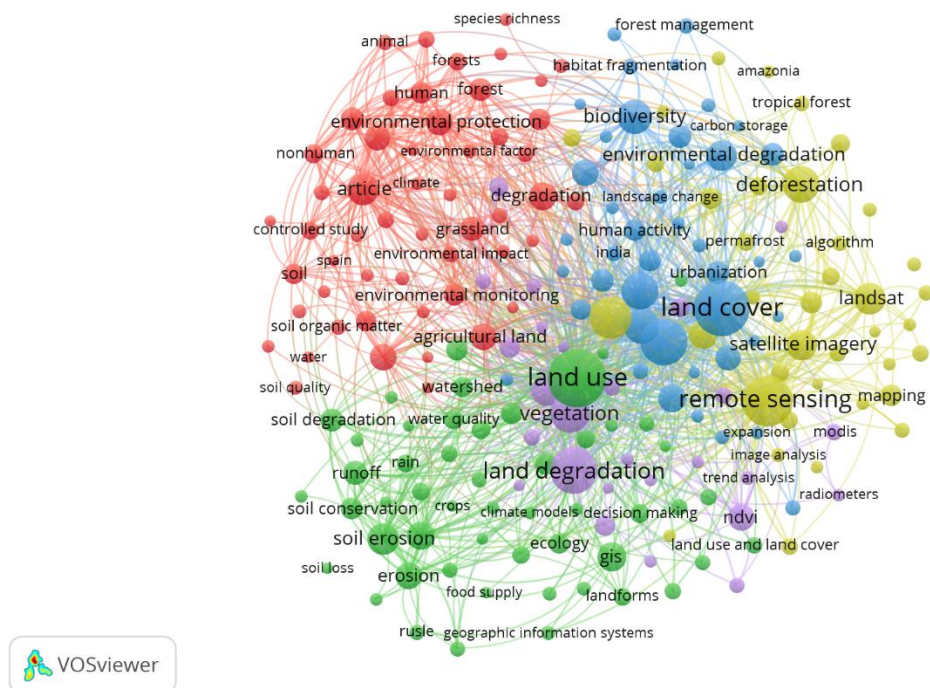 species richness
forest management
animal
forests
habitat fragmentation
amazonia
human
forest
tropical forest
biodiversity
carbon storage
environmental protection
nonhuman
environmental factor
environmental degradation
article
climate
degradation
landscape change
deforestation
controlled study
grassland
human activity
permafrost
algorithm
spain
environmental impact
india
soil
urbanization
environmental monitoring
land cover
landsat
soil organic matter
agricultural land
satellite imagery
water
land use
soil quality
watershed
remote sensing
mapping
soil degradation
water quality
vegetation
expansion
modis
rain
image analysis
runoff
land degradation
trend analysis
radiometers
soil conservation
crops
climate models
decision making
ndvi
soil erosion
ecology
gis
land use and land cover
soil loss
erosion
food supply
landforms
rusle
geographic information systems
VOSviewer